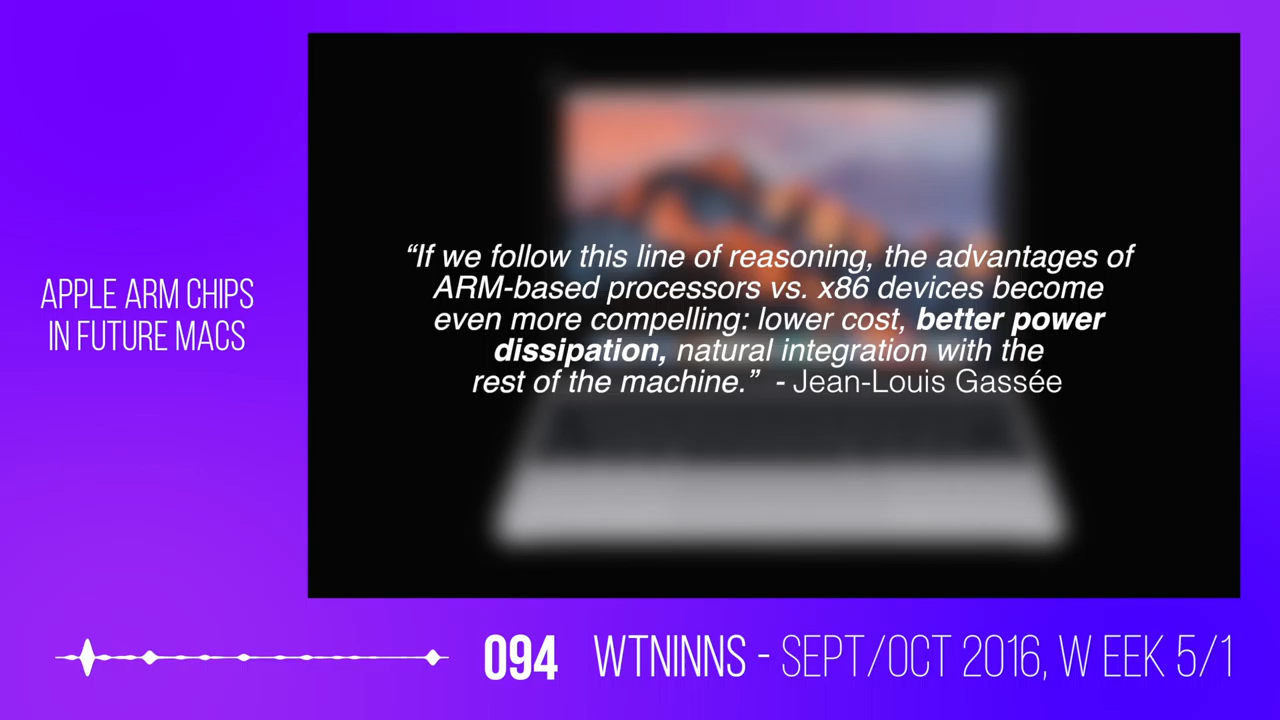 APPLE ARM CHIPS
IN FUTURE MACS
“If we follow this line of reasoning, the advantages of
ARM-based processors vs. x86 devices become
even more compelling: lower cost, better power
dissipation, natural integration with the
rest of the machine.” - Jean-Louis Gassée
094 WTNINNS - SEPT/OCT 2016, W EEK 5/1